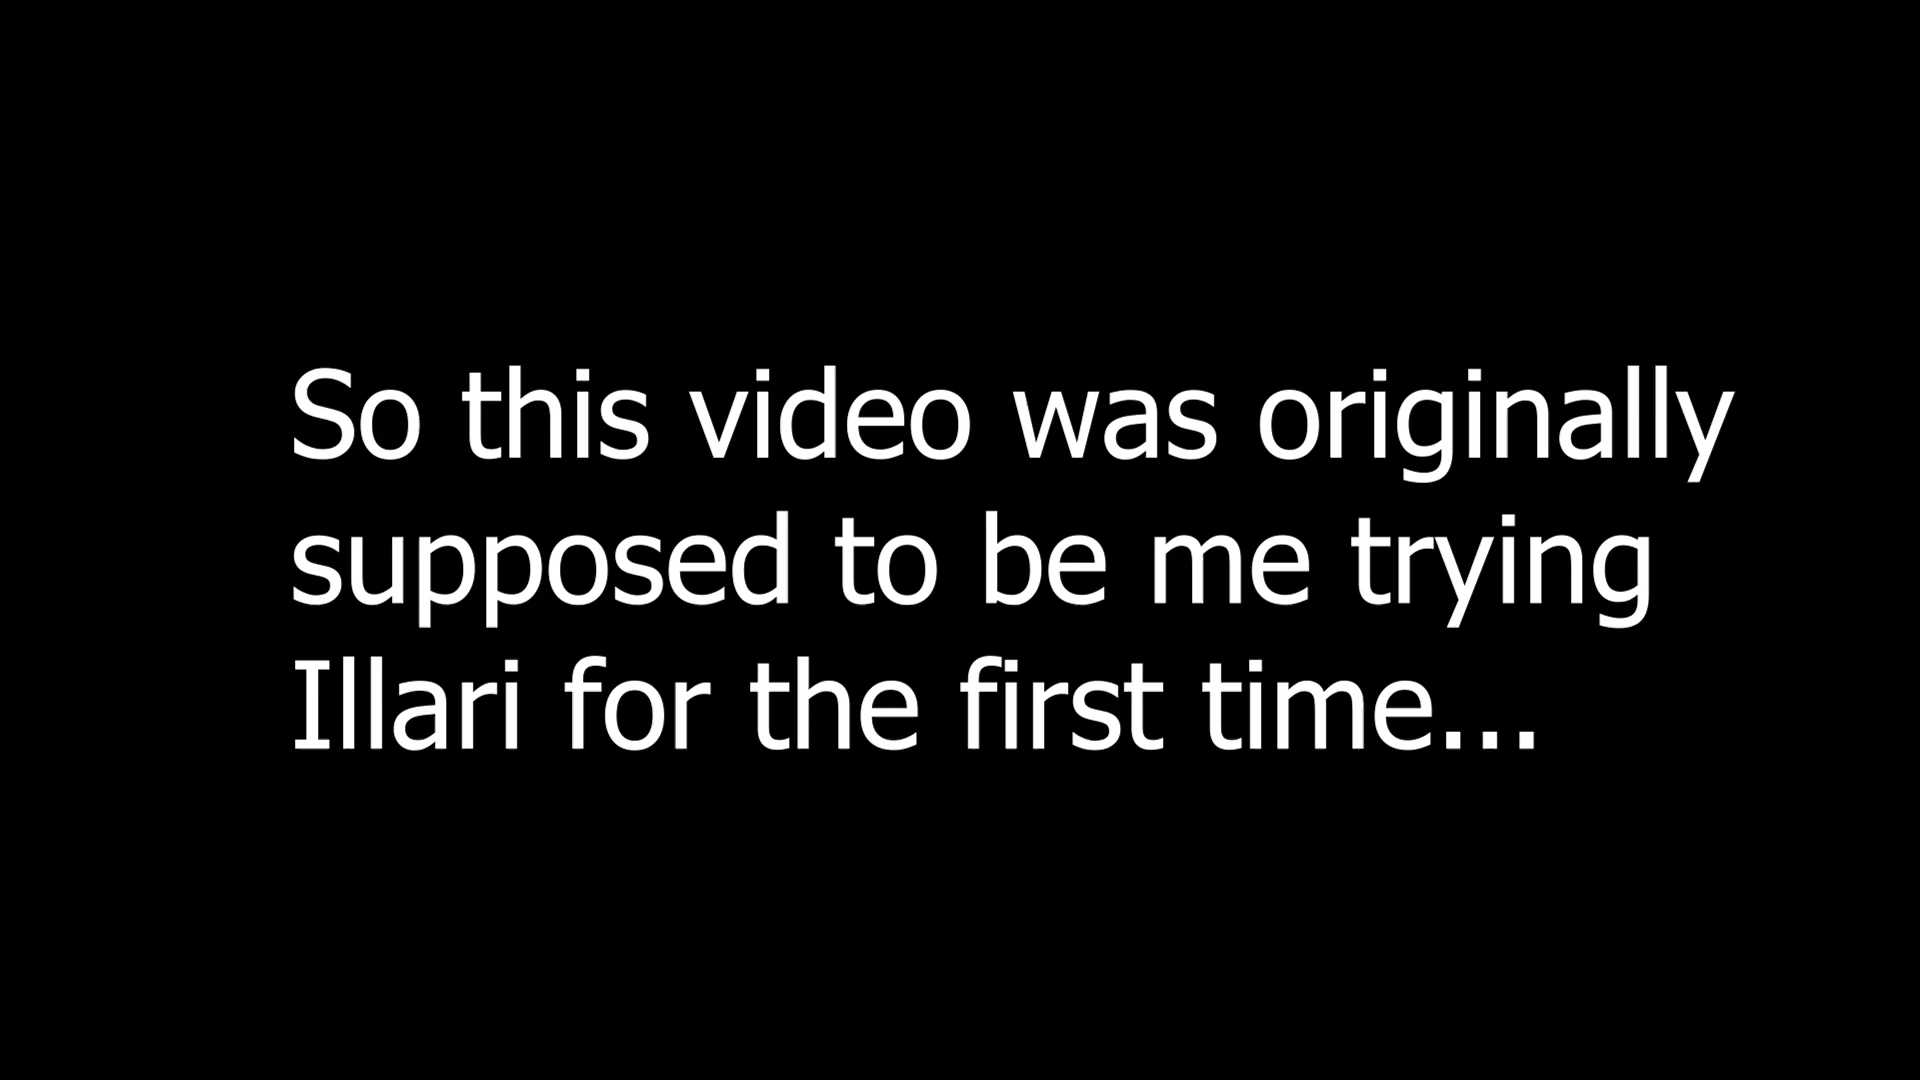 So this video was originally
supposed to be me trying
Illari for the first time...